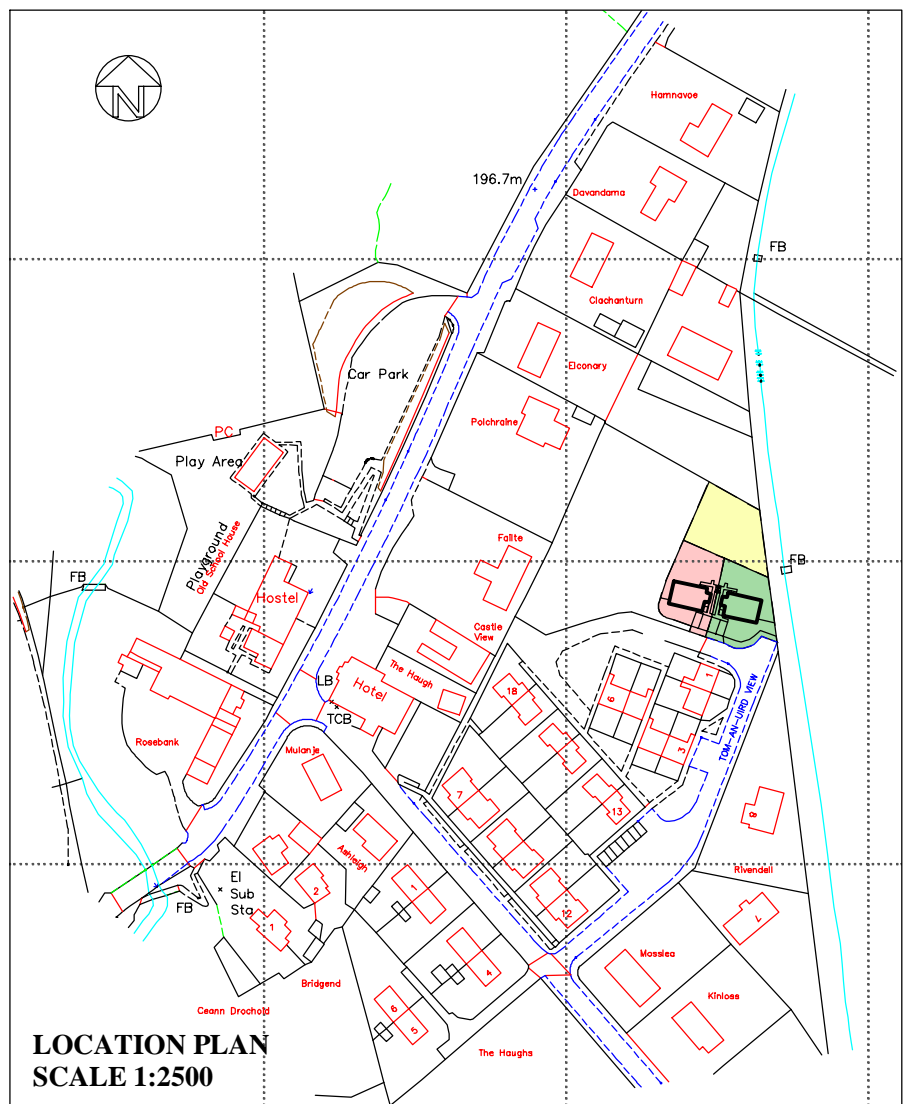 N
Hamnavoe
196.7m
Davandama
FB
Clachanturn
Car Park
Elconary
Polchraine
PC
Play Area
Playground
Old School House
Failte
FB
FB
Hostel
Castle
View
The Haugh
LB
Hotel
TCB
18
9
1
3
TOM-AN-UIRD VIEW
Rosebank
Mulanje
7
13
8
Rivendell
Ashleigh
El
Sub
Sta
2
1
1
12
7
FB
Mosslea
4
Bridgend
Kinloss
Ceann Drochoid
6
5
The Haughs
LOCATION PLAN
SCALE 1:2500